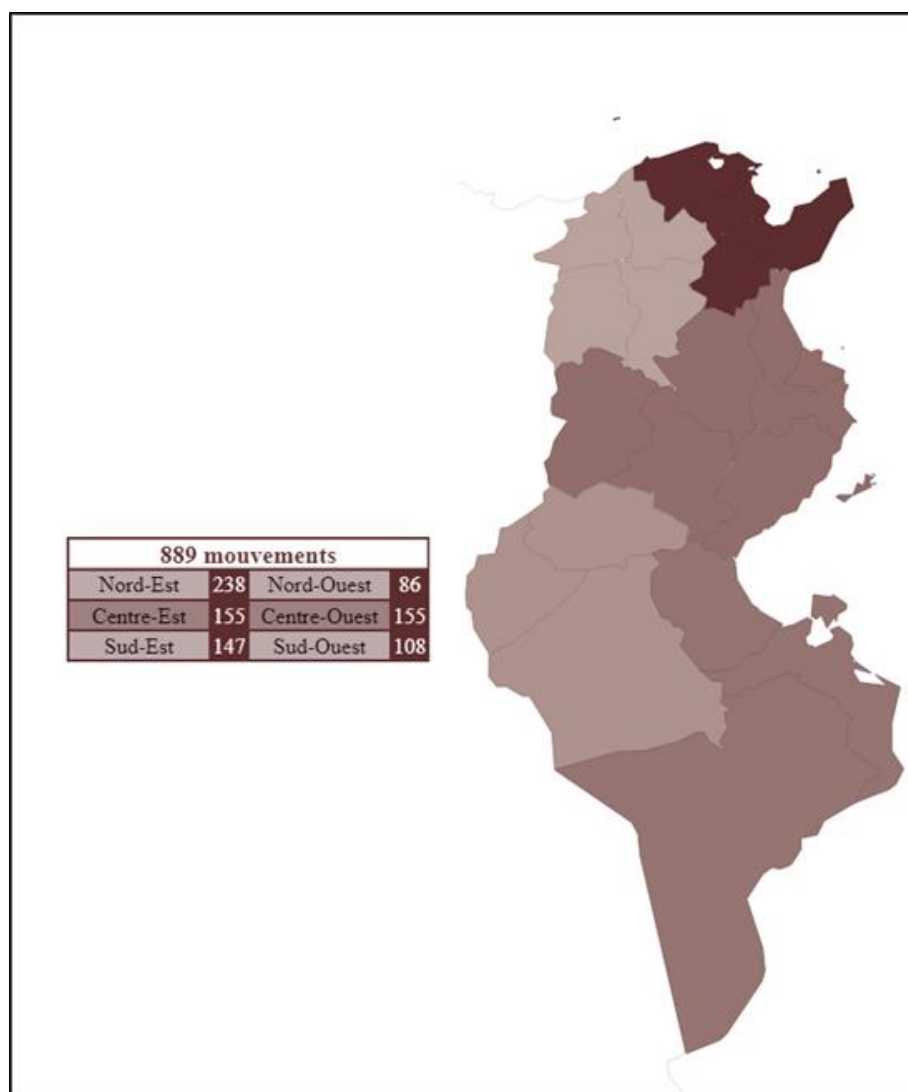 889 mouvements
Nord-Est 238 Nord-Ouest 86
Centre-Est 155 Centre-Ouest 155
Sud-Est 147 Sud-Ouest 108